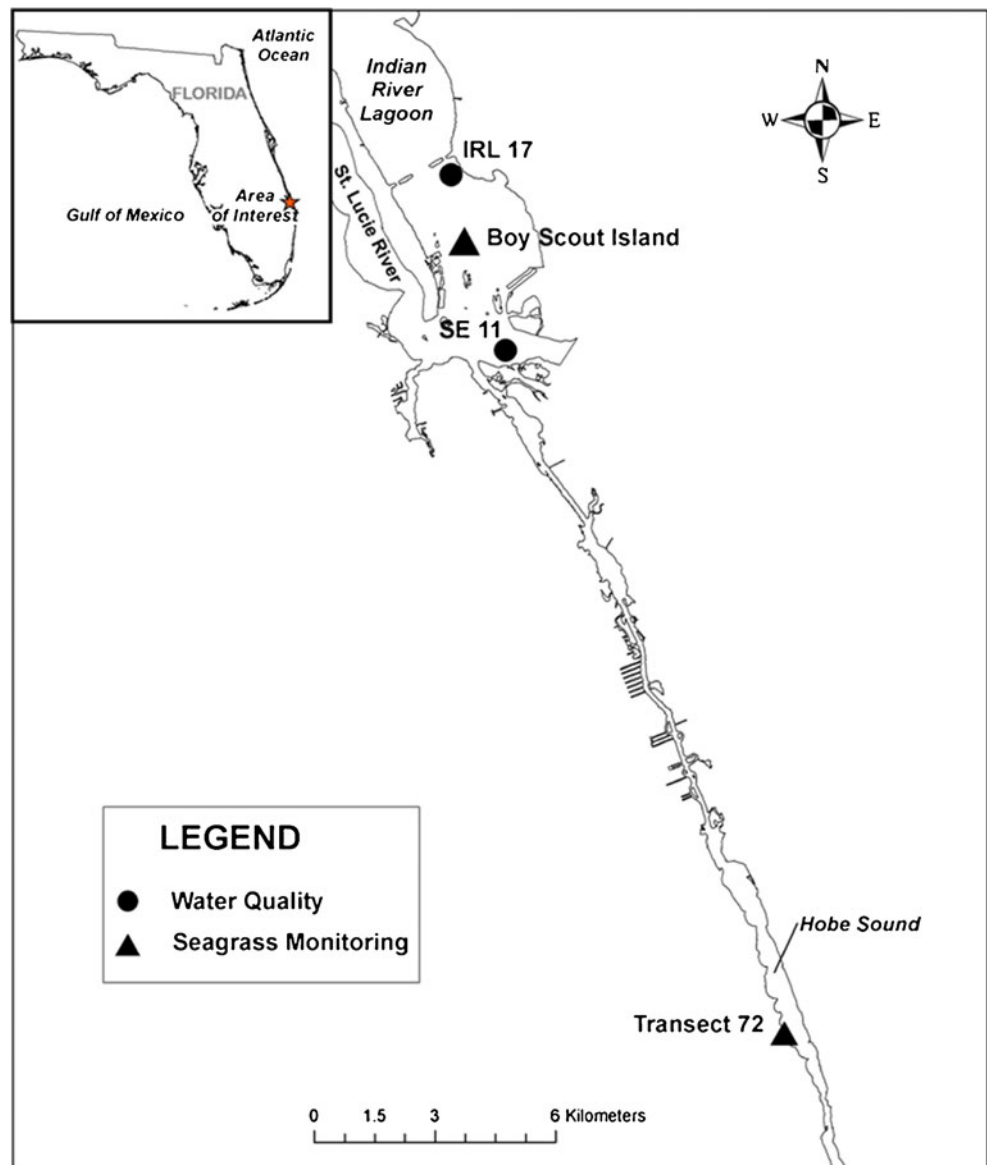 Atlantic
Ocean
FLORIDA
Gulf of Mexico
Area
of Interest
Indian
River
Lagoon
N
W
E
S
IRL 17
St. Lucie River
Boy Scout Island
SE 11
LEGEND
Water Quality
Seagrass Monitoring
Hobe Sound
Transect 72
0 1.5 3 6 Kilometers